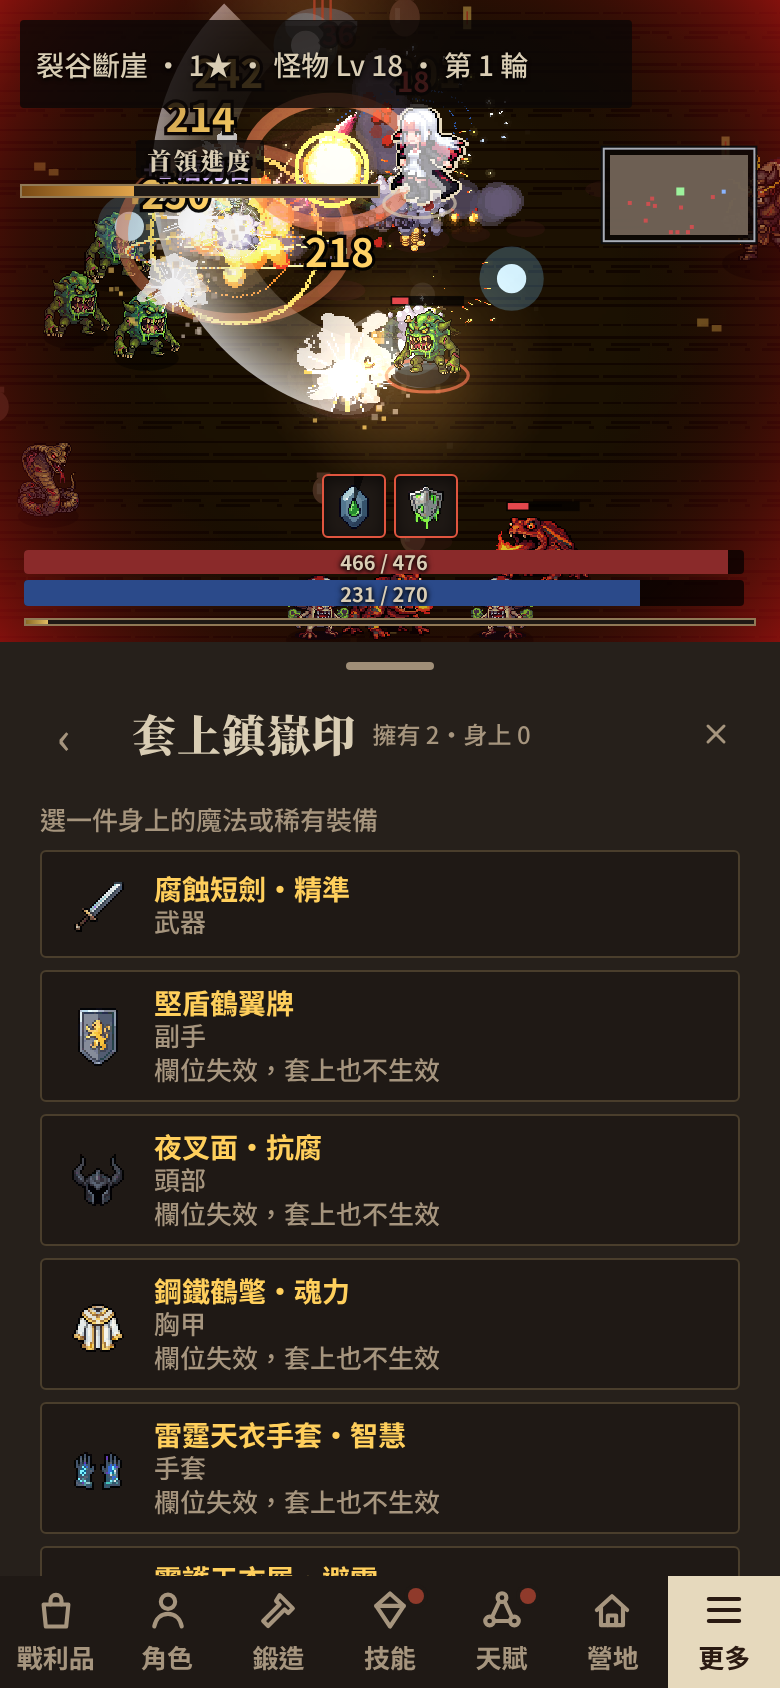 裂谷斷崖 • 1★ • 怪物 Lv 18 • 第 1 輪
242
18
214
首領進度
230
218
466 / 476
231 / 270
套上鎮嶽印 擁有 2・身上 0
選一件身上的魔法或稀有裝備
腐蝕短劍・精準
武器
堅盾鶴翼牌
副手
欄位失效，套上也不生效
夜叉面・抗腐
頭部
欄位失效，套上也不生效
鋼鐵鶴氅・魂力
胸甲
欄位失效，套上也不生效
雷霆天衣手套・智慧
手套
欄位失效，套上也不生效
戰利品
角色
鍛造
技能
天賦
營地
更多